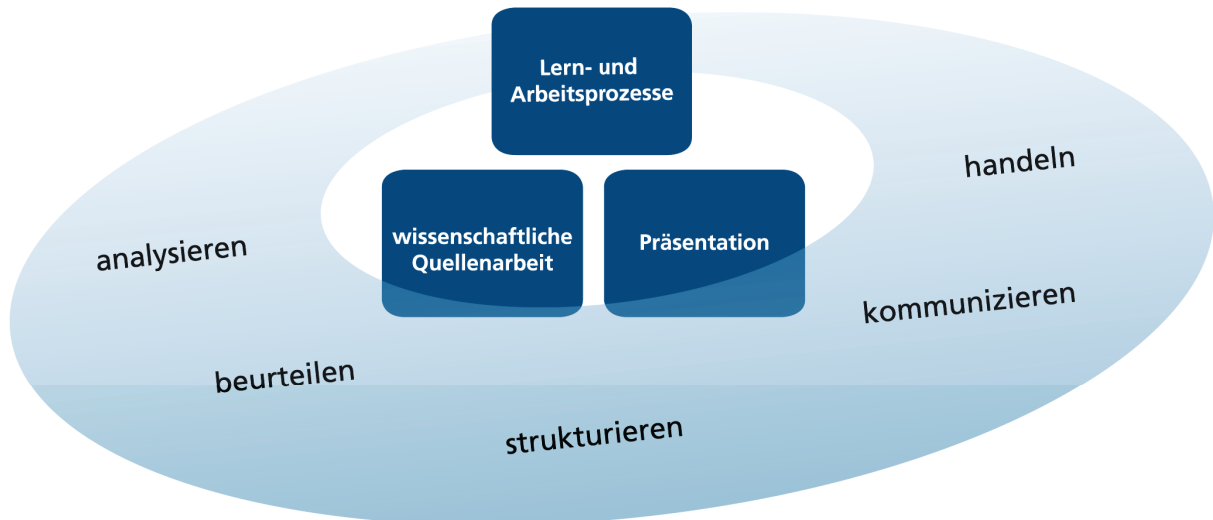 Lern- und
Arbeitsprozesse
handeln
wissenschaftliche
Quellenarbeit
Präsentation
analysieren
kommunizieren
beurteilen
strukturieren